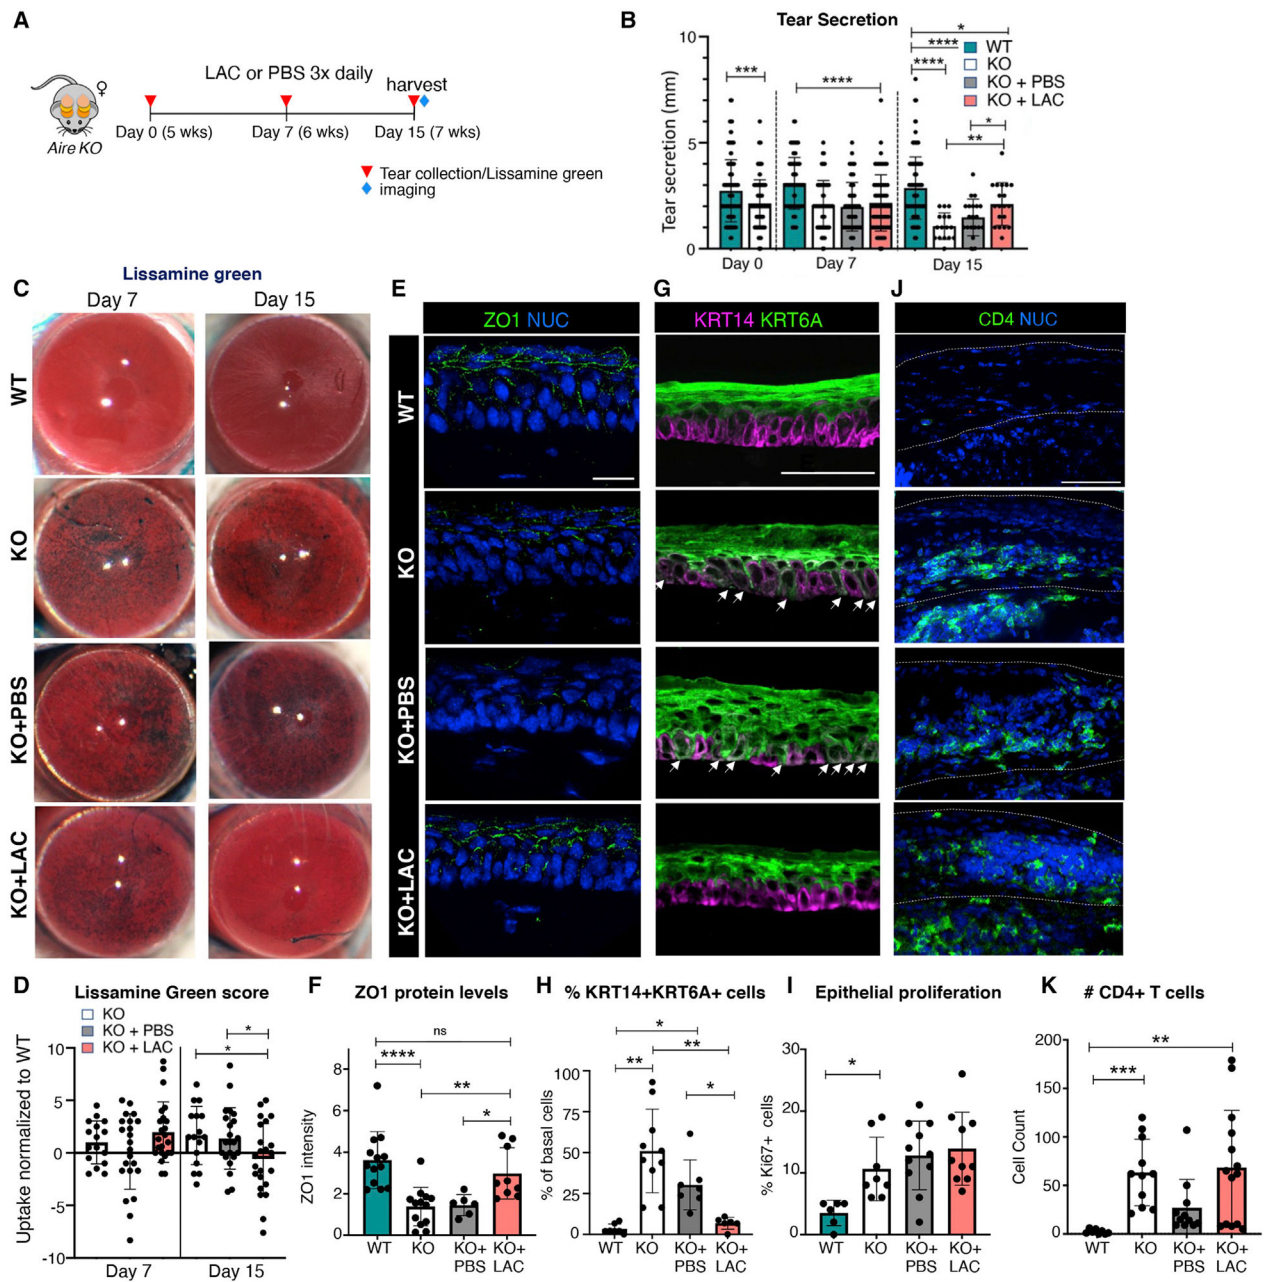 A
LAC or PBS 3x daily
harvest
♀
Day 0 (5 wks)
Day 7 (6 wks)
Day 15 (7 wks)
Aire KO
Tear collection/Lissamine green
imaging
B
Tear Secretion
Tear secretion (mm)
10
5
0
***
****
*
****
****
*
**
WT
KO
KO + PBS
KO + LAC
Day 0
Day 7
Day 15
C
Lissamine green
Day 7
Day 15
WT
KO
KO+PBS
KO+LAC
E
ZO1 NUC
WT
KO
KO+PBS
KO+LAC
G
KRT14 KRT6A
E
J
CD4 NUC
D
Lissamine Green score
KO
KO + PBS
KO + LAC
Uptake normalized to WT
10
5
0
-5
-10
*
*
Day 7
Day 15
F
ZO1 protein levels
ZO1 intensity
8
6
4
2
0
ns
****
**
*
WT
KO
KO+
PBS
KO+
LAC
H
% KRT14+KRT6A+ cells
% of basal cells
100
75
50
25
0
*
**
**
*
WT
KO
KO+
PBS
KO+
LAC
I
Epithelial proliferation
% Ki67+ cells
30
20
10
0
*
WT
KO
KO+
PBS
KO+
LAC
K
# CD4+ T cells
Cell Count
200
150
100
50
0
**
***
WT
KO
KO+
PBS
KO+
LAC